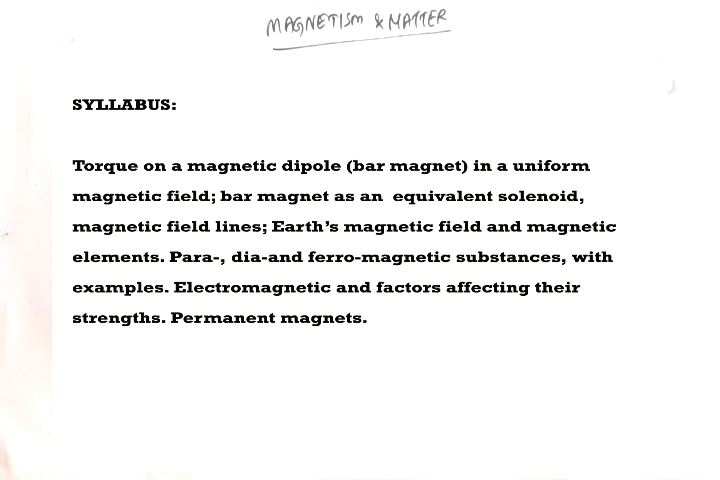 MAGNETISM & MATTER
SYLLABUS:
Torque on a magnetic dipole (bar magnet) in a uniform
magnetic field; bar magnet as an equivalent solenoid,
magnetic field lines; Earth's magnetic field and magnetic
elements. Para-, dia-and ferro-magnetic substances, with
examples. Electromagnetic and factors affecting their
strengths. Permanent magnets.